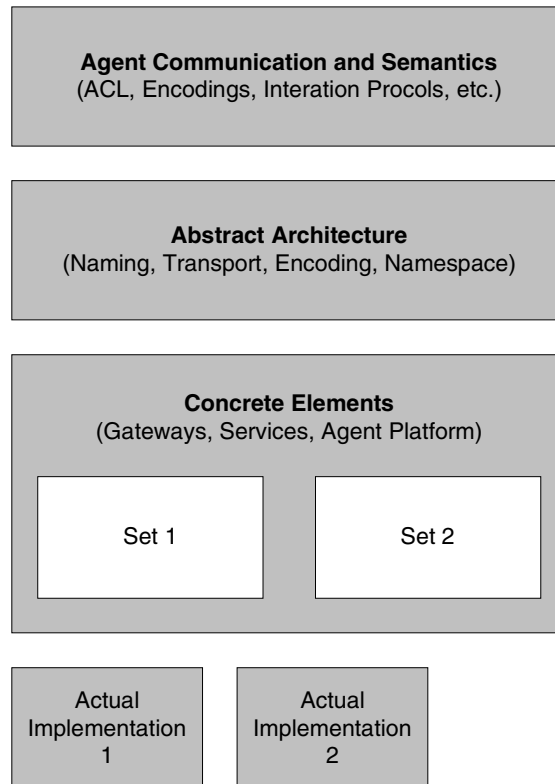 Agent Communication and Semantics
(ACL, Encodings, Interation Procols, etc.)
Abstract Architecture
(Naming, Transport, Encoding, Namespace)
Concrete Elements
(Gateways, Services, Agent Platform)
Set 1
Set 2
Actual
Implementation
1
Actual
Implementation
2